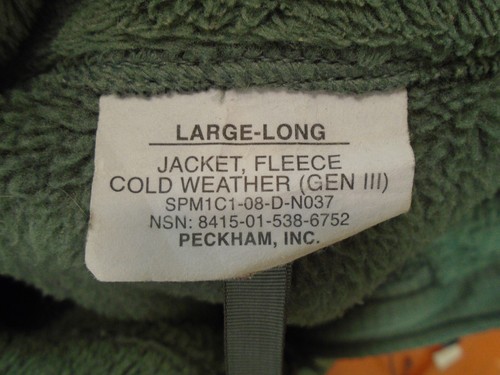 LARGE-LONG
JACKET, FLEECE
COLD WEATHER (GEN III)
SPM1C1-08-D-N037
NSN: 8415-01-538-6752
PECKHAM, INC.